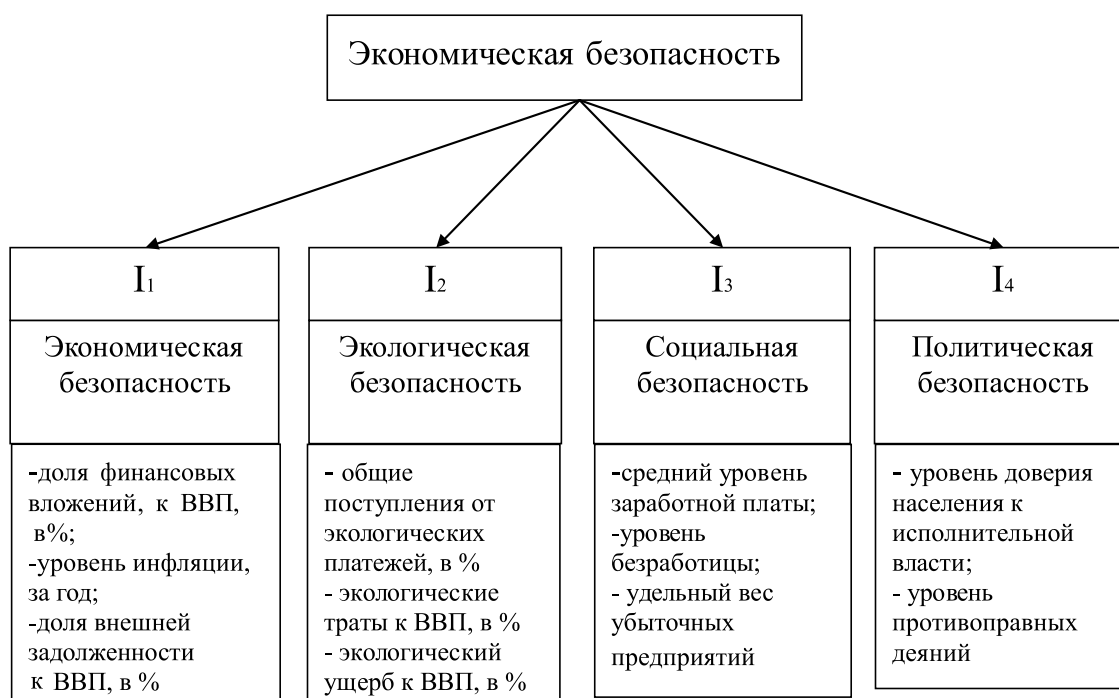 Экономическая безопасность
I1
Экономическая
безопасность
-доля финансовых
вложений, к ВВП,
в%;
-уровень инфляции,
за год;
-доля внешней
задолженности
к ВВП, в %
I2
Экологическая
безопасность
- общие
поступления от
экологических
платежей, в %
- экологические
траты к ВВП, в %
- экологический
ущерб к ВВП, в %
I3
Социальная
безопасность
-средний уровень
заработной платы;
-уровень
безработицы;
- удельный вес
убыточных
предприятий
I4
Политическая
безопасность
- уровень доверия
населения к
исполнительной
власти;
- уровень
противоправных
деяний